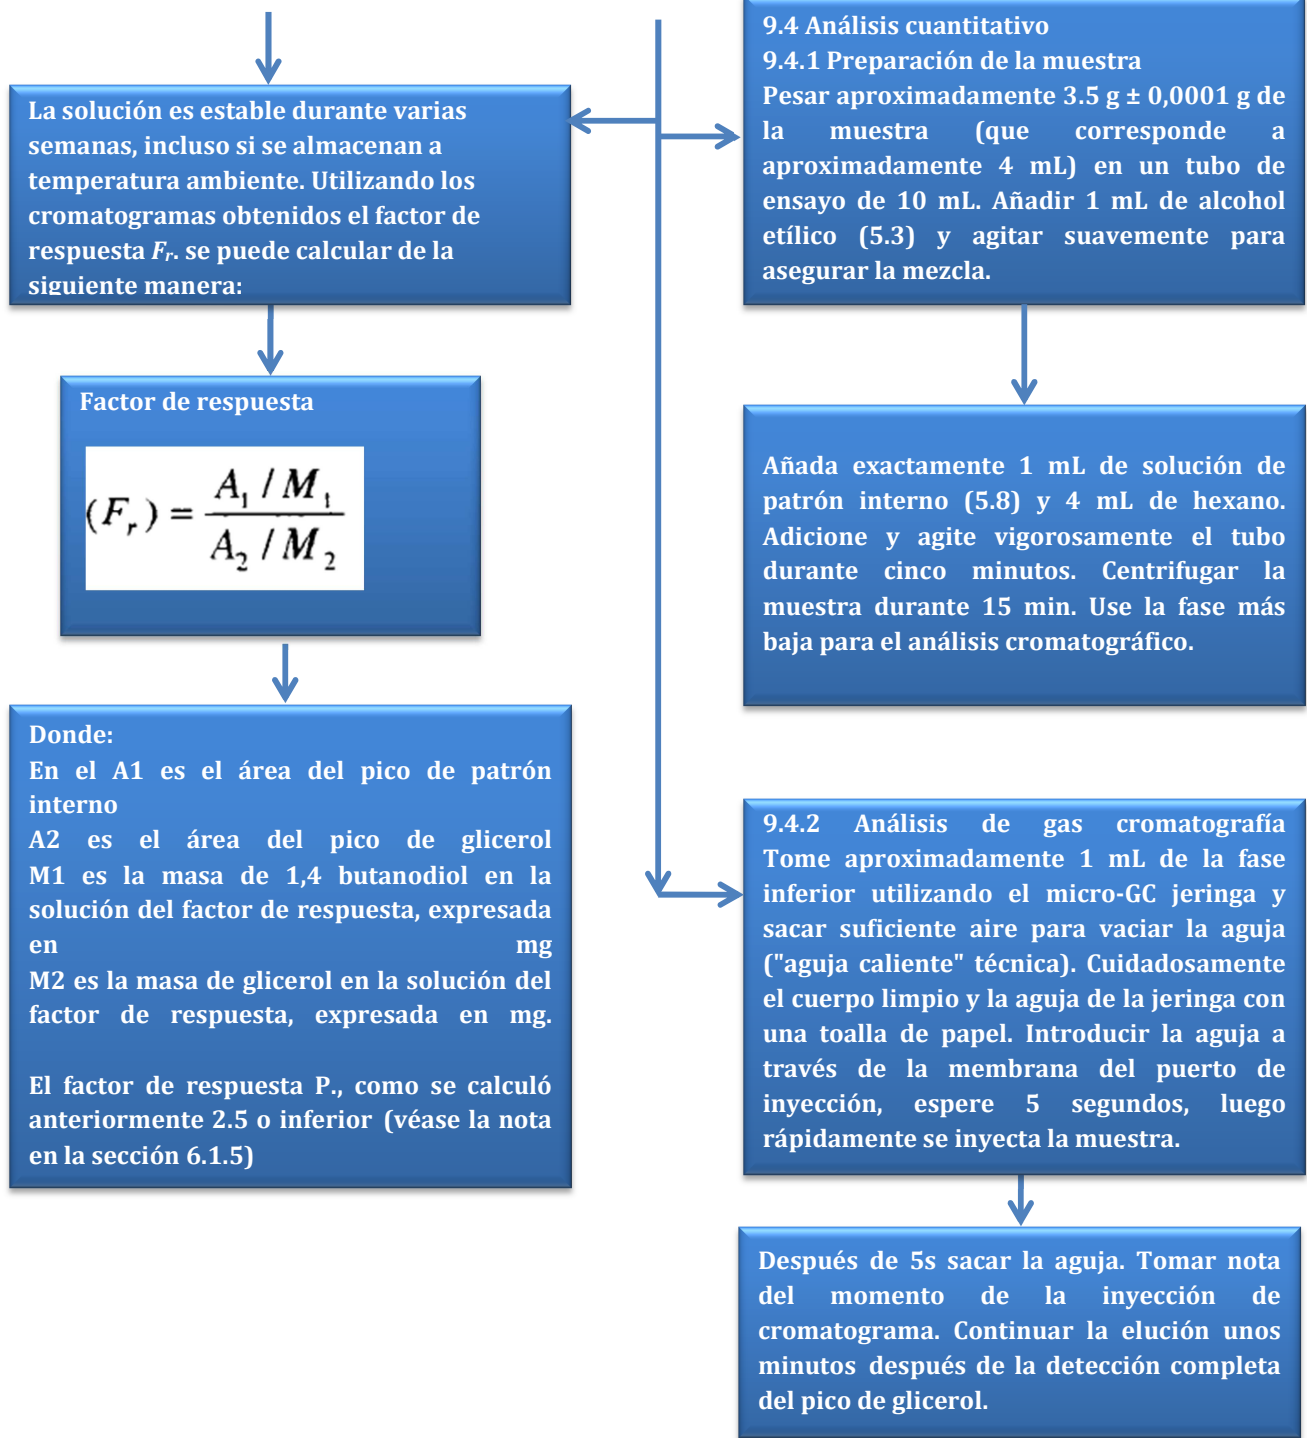 La solución es estable durante varias
semanas, incluso si se almacenan a
temperatura ambiente. Utilizando los
cromatogramas obtenidos el factor de
respuesta Fr. se puede calcular de la
siguiente manera:
Factor de respuesta
(Fr) = A1 / M1
A2 / M2
Donde:
En el A1 es el área del pico de patrón
interno
A2 es el área del pico de glicerol
M1 es la masa de 1,4 butanodiol en la
solución del factor de respuesta, expresada
en mg
M2 es la masa de glicerol en la solución del
factor de respuesta, expresada en mg.
El factor de respuesta P., como se calculó
anteriormente 2.5 o inferior (véase la nota
en la sección 6.1.5)
9.4 Análisis cuantitativo
9.4.1 Preparación de la muestra
Pesar aproximadamente 3.5 g ± 0,0001 g de
la muestra (que corresponde a
aproximadamente 4 mL) en un tubo de
ensayo de 10 mL. Añadir 1 mL de alcohol
etílico (5.3) y agitar suavemente para
asegurar la mezcla.
Añada exactamente 1 mL de solución de
patrón interno (5.8) y 4 mL de hexano.
Adicione y agite vigorosamente el tubo
durante cinco minutos. Centrifugar la
muestra durante 15 min. Use la fase más
baja para el análisis cromatográfico.
9.4.2 Análisis de gas cromatografía
Tome aproximadamente 1 mL de la fase
inferior utilizando el micro-GC jeringa y
sacar suficiente aire para vaciar la aguja
("aguja caliente" técnica). Cuidadosamente
el cuerpo limpio y la aguja de la jeringa con
una toalla de papel. Introducir la aguja a
través de la membrana del puerto de
inyección, espere 5 segundos, luego
rápidamente se inyecta la muestra.
Después de 5s sacar la aguja. Tomar nota
del momento de la inyección de
cromatograma. Continuar la elución unos
minutos después de la detección completa
del pico de glicerol.